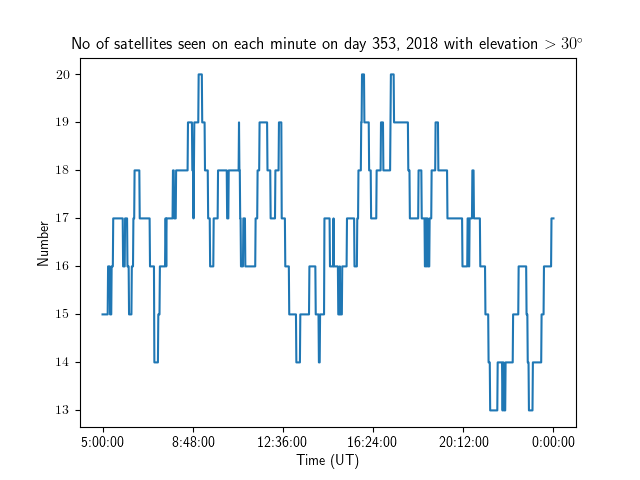 No of satellites seen on each minute on day 353, 2018 with elevation > 30°
20
19
18
17
16
15
14
13
Number
5:00:00 8:48:00 12:36:00 16:24:00 20:12:00 0:00:00
Time (UT)